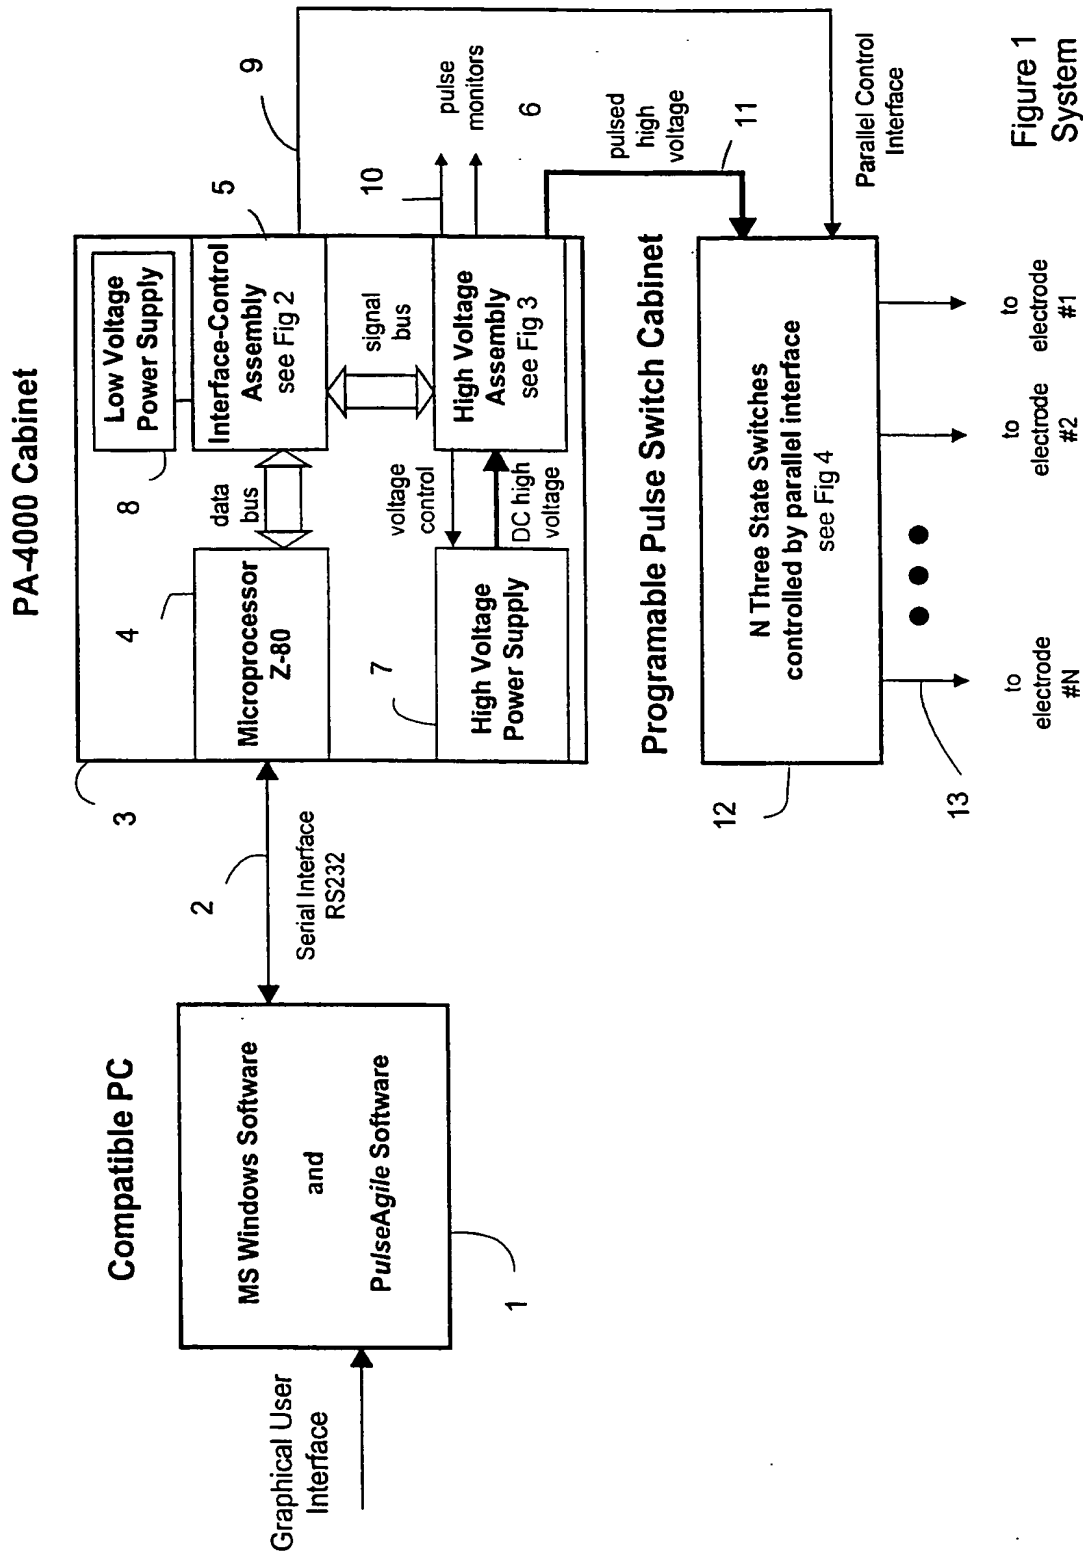 PA-4000 Cabinet
Compatible PC
Graphical User
Interface
MS Windows Software
and
PulseAgile Software
1
2
Serial Interface
RS232
3
4
Microprocessor
Z-80
data
bus
8
Low Voltage
Power Supply
Interface-Control
Assembly
see Fig 2
5
9
signal
bus
7
High Voltage
Power Supply
voltage
control
DC high
voltage
High Voltage
Assembly
see Fig 3
10
pulse
monitors
6
pulsed
high
voltage
11
Parallel Control
Interface
Programable Pulse Switch Cabinet
12
N Three State Switches
controlled by parallel interface
see Fig 4
13
to
electrode
#N
to
electrode
#2
to
electrode
#1
Figure 1
System